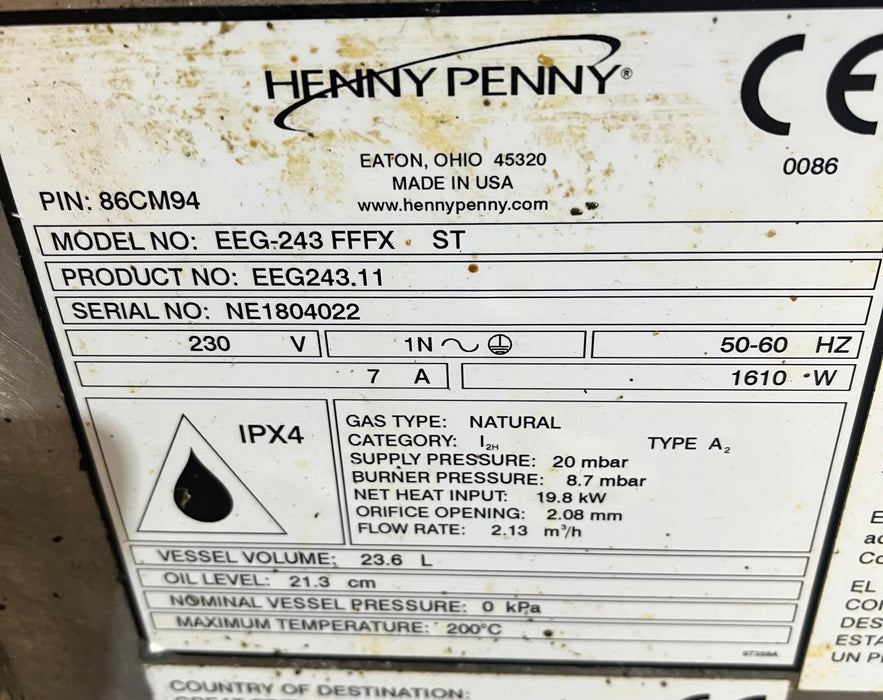 HENNY PENNY®
CE
EATON, OHIO 45320
0086
MADE IN USA
PIN: 86CM94
www.hennypenny.com
MODEL NO: EEG-243 FFFX ST
PRODUCT NO: EEG243.11
SERIAL NO: NE1804022
230 V 1N 50-60 HZ
7 A 1610 W
IPX4
GAS TYPE: NATURAL
CATEGORY: I2H TYPE A2
SUPPLY PRESSURE: 20 mbar
BURNER PRESSURE: 8.7 mbar
NET HEAT INPUT: 19.8 kW
ORIFICE OPENING: 2.08 mm
FLOW RATE: 2.13 m³/h
VESSEL VOLUME: 23.6 L
OIL LEVEL: 21.3 cm
NOMINAL VESSEL PRESSURE: 0 kPa
MAXIMUM TEMPERATURE: 200°C
COUNTRY OF DESTINATION:
EL
UN